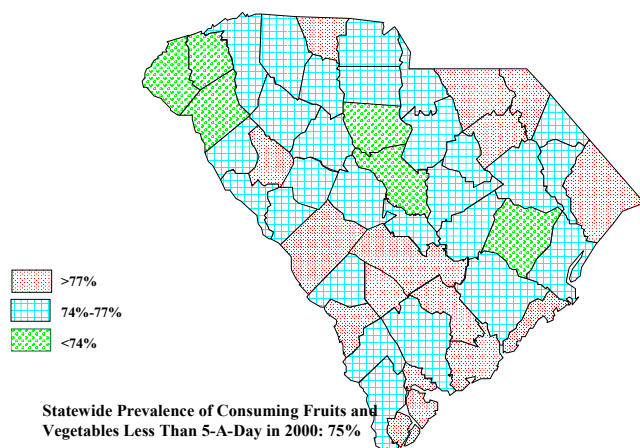 >77%
74%-77%
<74%
Statewide Prevalence of Consuming Fruits and
Vegetables Less Than 5-A-Day in 2000: 75%